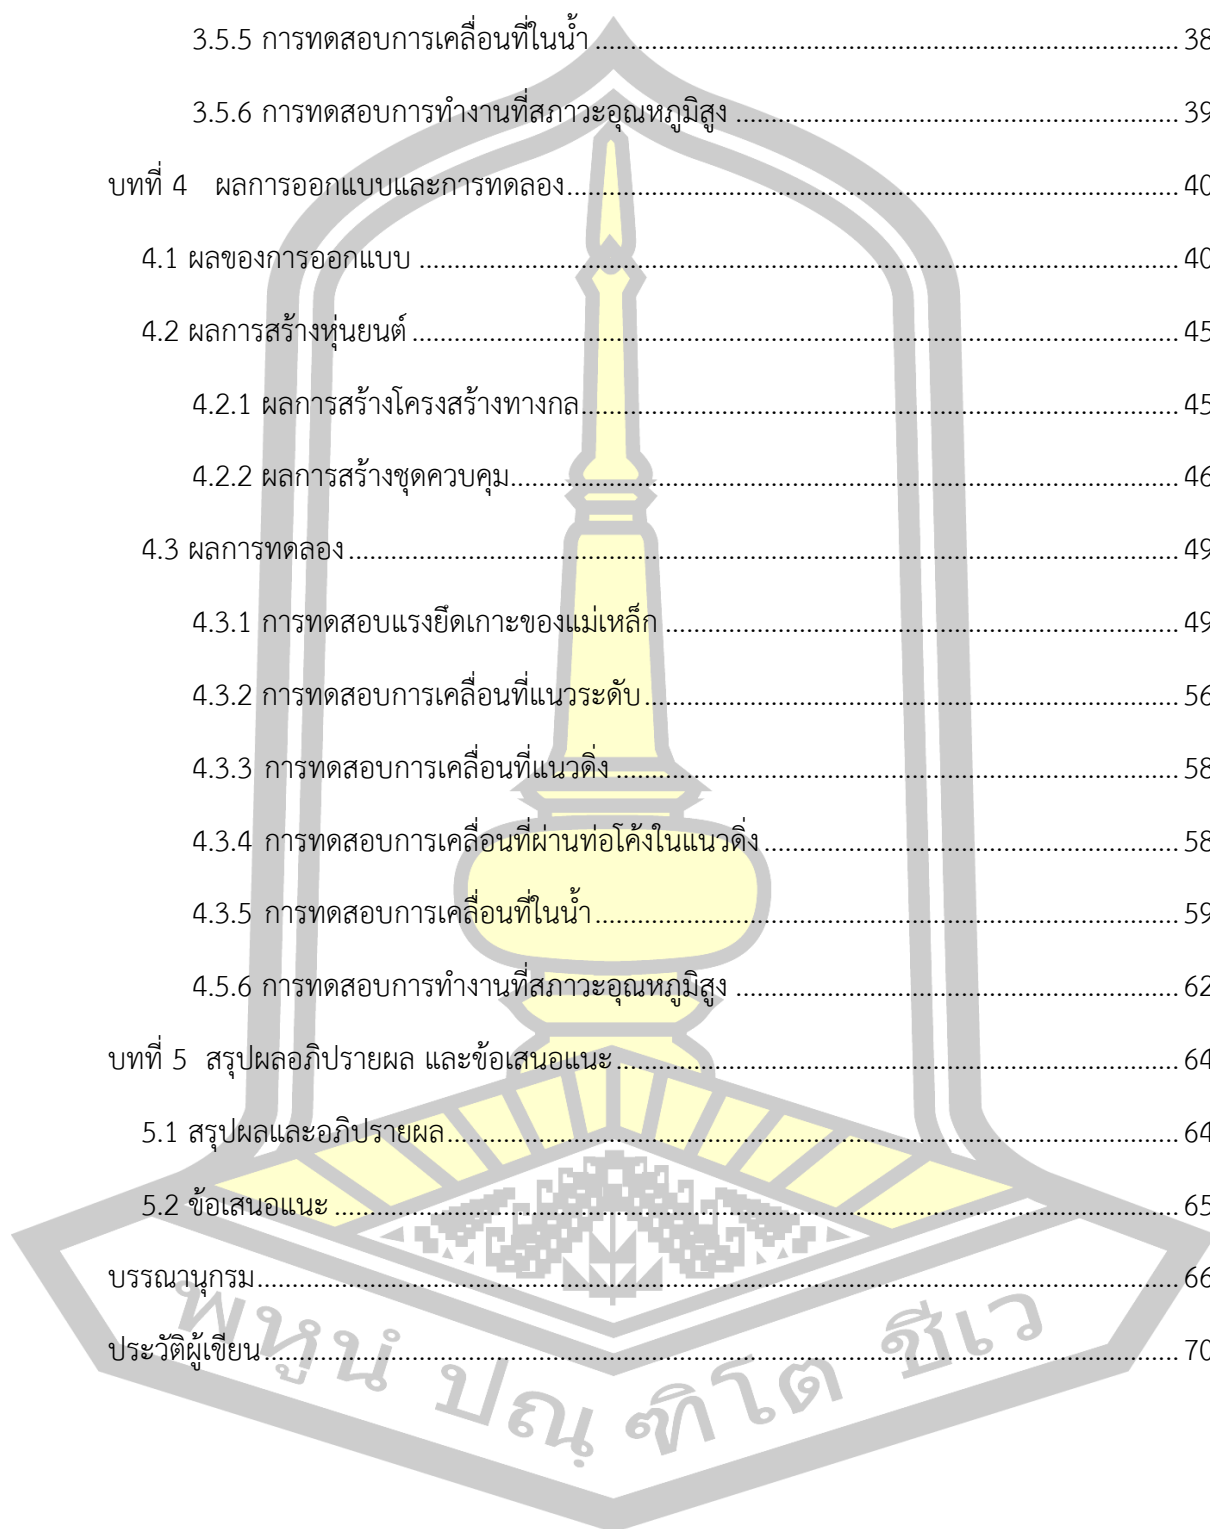 3.5.5 การทดสอบการเคลื่อนที่ในน้ำ ........................................................................ 38
3.5.6 การทดสอบการทำงานที่สภาวะอุณหภูมิสูง ....................................................... 39
บทที่ 4 ผลการออกแบบและการทดลอง........................................................................... 40
4.1 ผลของการออกแบบ ............................................................................................. 40
4.2 ผลการสร้างหุ่นยนต์ .............................................................................................. 45
4.2.1 ผลการสร้างโครงสร้างทางกล.......................................................................... 45
4.2.2 ผลการสร้างชุดควบคุม................................................................................... 46
4.3 ผลการทดลอง ...................................................................................................... 49
4.3.1 การทดสอบแรงยึดเกาะของแม่เหล็ก ............................................................... 49
4.3.2 การทดสอบการเคลื่อนที่แนวระดับ.................................................................. 56
4.3.3 การทดสอบการเคลื่อนที่แนวดิ่ง ...................................................................... 58
4.3.4 การทดสอบการเคลื่อนที่ผ่านท่อโค้งในแนวดิ่ง................................................... 58
4.3.5 การทดสอบการเคลื่อนที่ในน้ำ........................................................................ 59
4.5.6 การทดสอบการทำงานที่สภาวะอุณหภูมิสูง ....................................................... 62
บทที่ 5 สรุปผลอภิปรายผล และข้อเสนอแนะ..................................................................... 64
5.1 สรุปผลและอภิปรายผล.......................................................................................... 64
5.2 ข้อเสนอแนะ ........................................................................................................ 65
บรรณานุกรม................................................................................................................. 66
ประวัติผู้เขียน................................................................................................................ 70
พหูนํ ปณฺฑิโต ชีเว